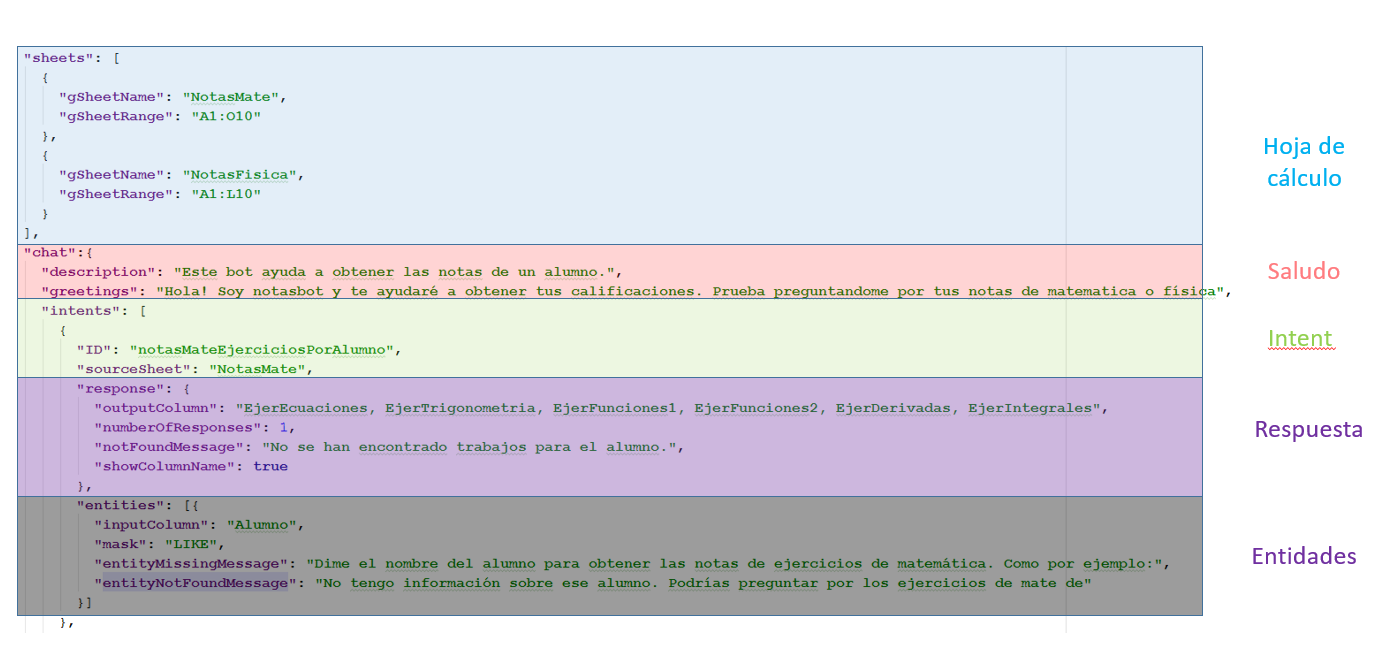 "sheets": [
{
"gSheetName": "NotasMate",
"gSheetRange": "A1:O10"
},
{
"gSheetName": "NotasFisica",
"gSheetRange": "A1:L10"
}
],
"chat":{
"description": "Este bot ayuda a obtener las notas de un alumno.",
"greetings": "Hola! Soy notasbot y te ayudaré a obtener tus calificaciones. Prueba preguntandome por tus notas de matematica o física",
"intents": [
{
"ID": "notasMateEjerciciosPorAlumno",
"sourceSheet": "NotasMate",
"response": {
"outputColumn": "EjerEcuaciones, EjerTrigonometria, EjerFunciones1, EjerFunciones2, EjerDerivadas, EjerIntegrales",
"numberOfResponses": 1,
"notFoundMessage": "No se han encontrado trabajos para el alumno.",
"showColumnName": true
},
"entities": [{
"inputColumn": "Alumno",
"mask": "LIKE",
"entityMissingMessage": "Dime el nombre del alumno para obtener las notas de ejercicios de matemática. Como por ejemplo:",
"entityNotFoundMessage": "No tengo información sobre ese alumno. Podrías preguntar por los ejercicios de mate de"
}]
},
Hoja de
cálculo
Saludo
Intent
Respuesta
Entidades